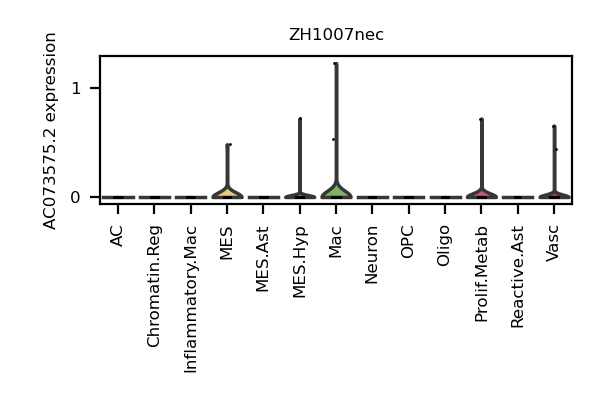 ZH1007nec
AC073575.2 expression
1
0
AC
Chromatin.Reg
Inflammatory.Mac
MES
MES.Ast
MES.Hyp
Mac
Neuron
OPC
Oligo
Prolif.Metab
Reactive.Ast
Vasc